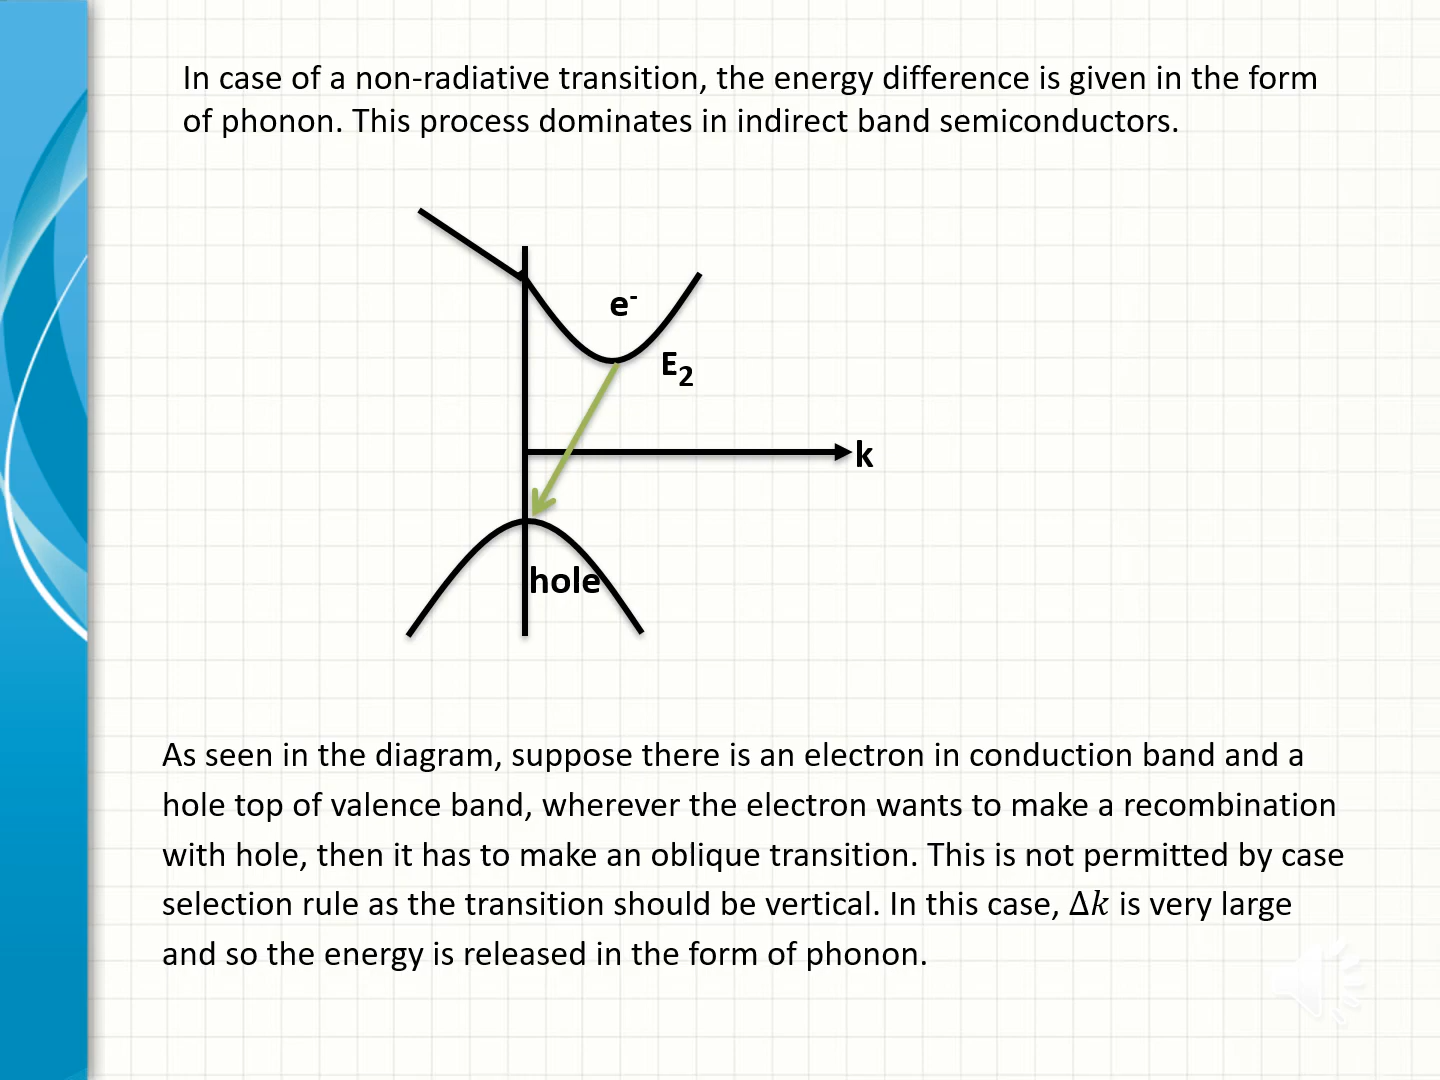 In case of a non-radiative transition, the energy difference is given in the form
of phonon. This process dominates in indirect band semiconductors.
e⁻
E₂
k
hole
As seen in the diagram, suppose there is an electron in conduction band and a
hole top of valence band, wherever the electron wants to make a recombination
with hole, then it has to make an oblique transition. This is not permitted by case
selection rule as the transition should be vertical. In this case, Δ𝑘 is very large
and so the energy is released in the form of phonon.